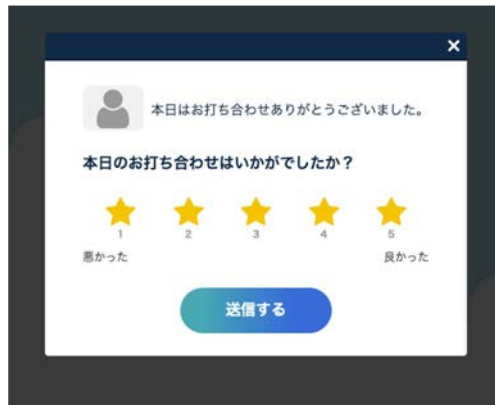 ×
本日はお打ち合わせありがとうございました。
本日のお打ち合わせはいかがでしたか？
1 2 3 4 5
悪かった 良かった
送信する